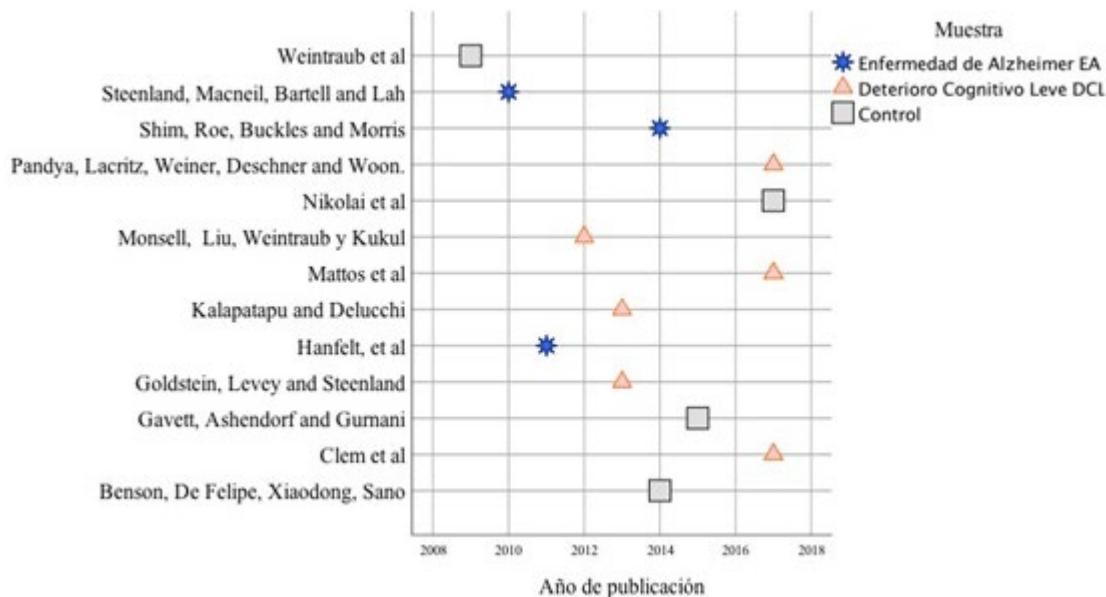 Muestra
Enfermedad de Alzheimer EA
Deterioro Cognitivo Leve DCL
Control
Weintraub et al
Steenland, Macneil, Bartell and Lah
Shim, Roe, Buckles and Morris
Pandya, Lacritz, Weiner, Deschner and Woon.
Nikolai et al
Monsell, Liu, Weintraub y Kukul
Mattos et al
Kalapatapu and Delucchi
Hanfelt, et al
Goldstein, Levey and Steenland
Gavett, Ashendorf and Gurnani
Clem et al
Benson, De Felipe, Xiaodong, Sano
2008 2010 2012 2014 2016 2018
Año de publicación